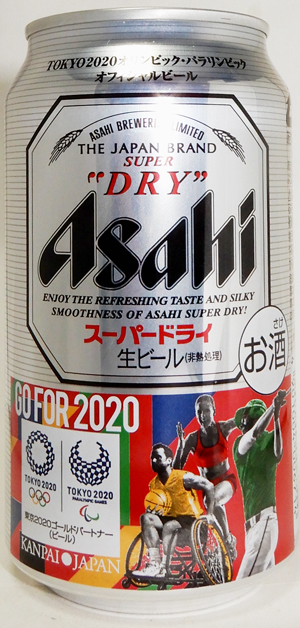 TOKYO2020オリンピック・パラリンピック
オフィシャルビール
ASAHI BREWERIES, LIMITED
THE JAPAN BRAND
SUPER
"DRY"
Asahi
ENJOY THE REFRESHING TASTE AND SILKY
SMOOTHNESS OF ASAHI SUPER DRY!
スーパードライ
生ビール(非熱処理)
さけ
お酒
GO FOR 2020
TOKYO 2020
TOKYO 2020
PARALYMPIC GAMES
東京2020ゴールドパートナー
(ビール)
KANPAI JAPAN